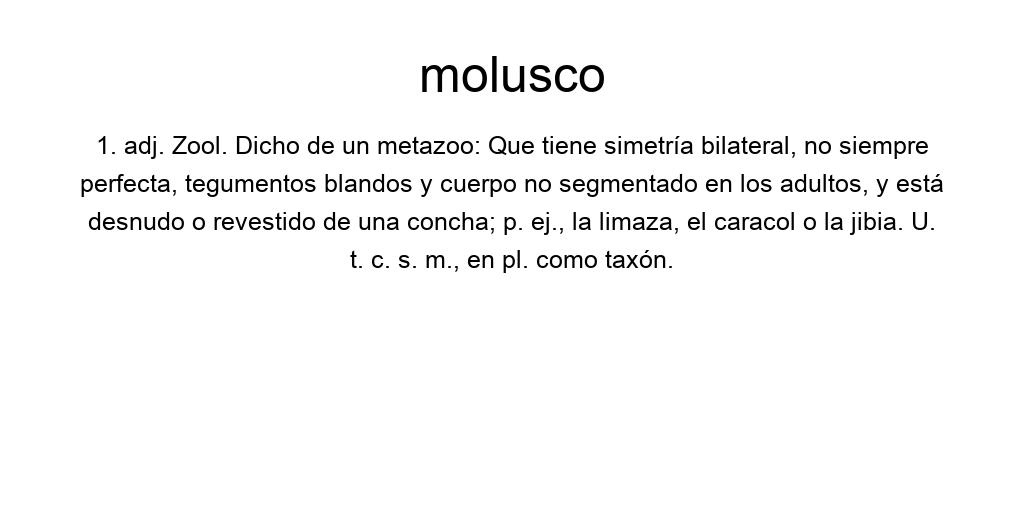 molusco
1. adj. Zool. Dicho de un metazoo: Que tiene simetría bilateral, no siempre
perfecta, tegumentos blandos y cuerpo no segmentado en los adultos, y está
desnudo o revestido de una concha; p. ej., la limaza, el caracol o la jibia. U.
t. c. s. m., en pl. como taxón.